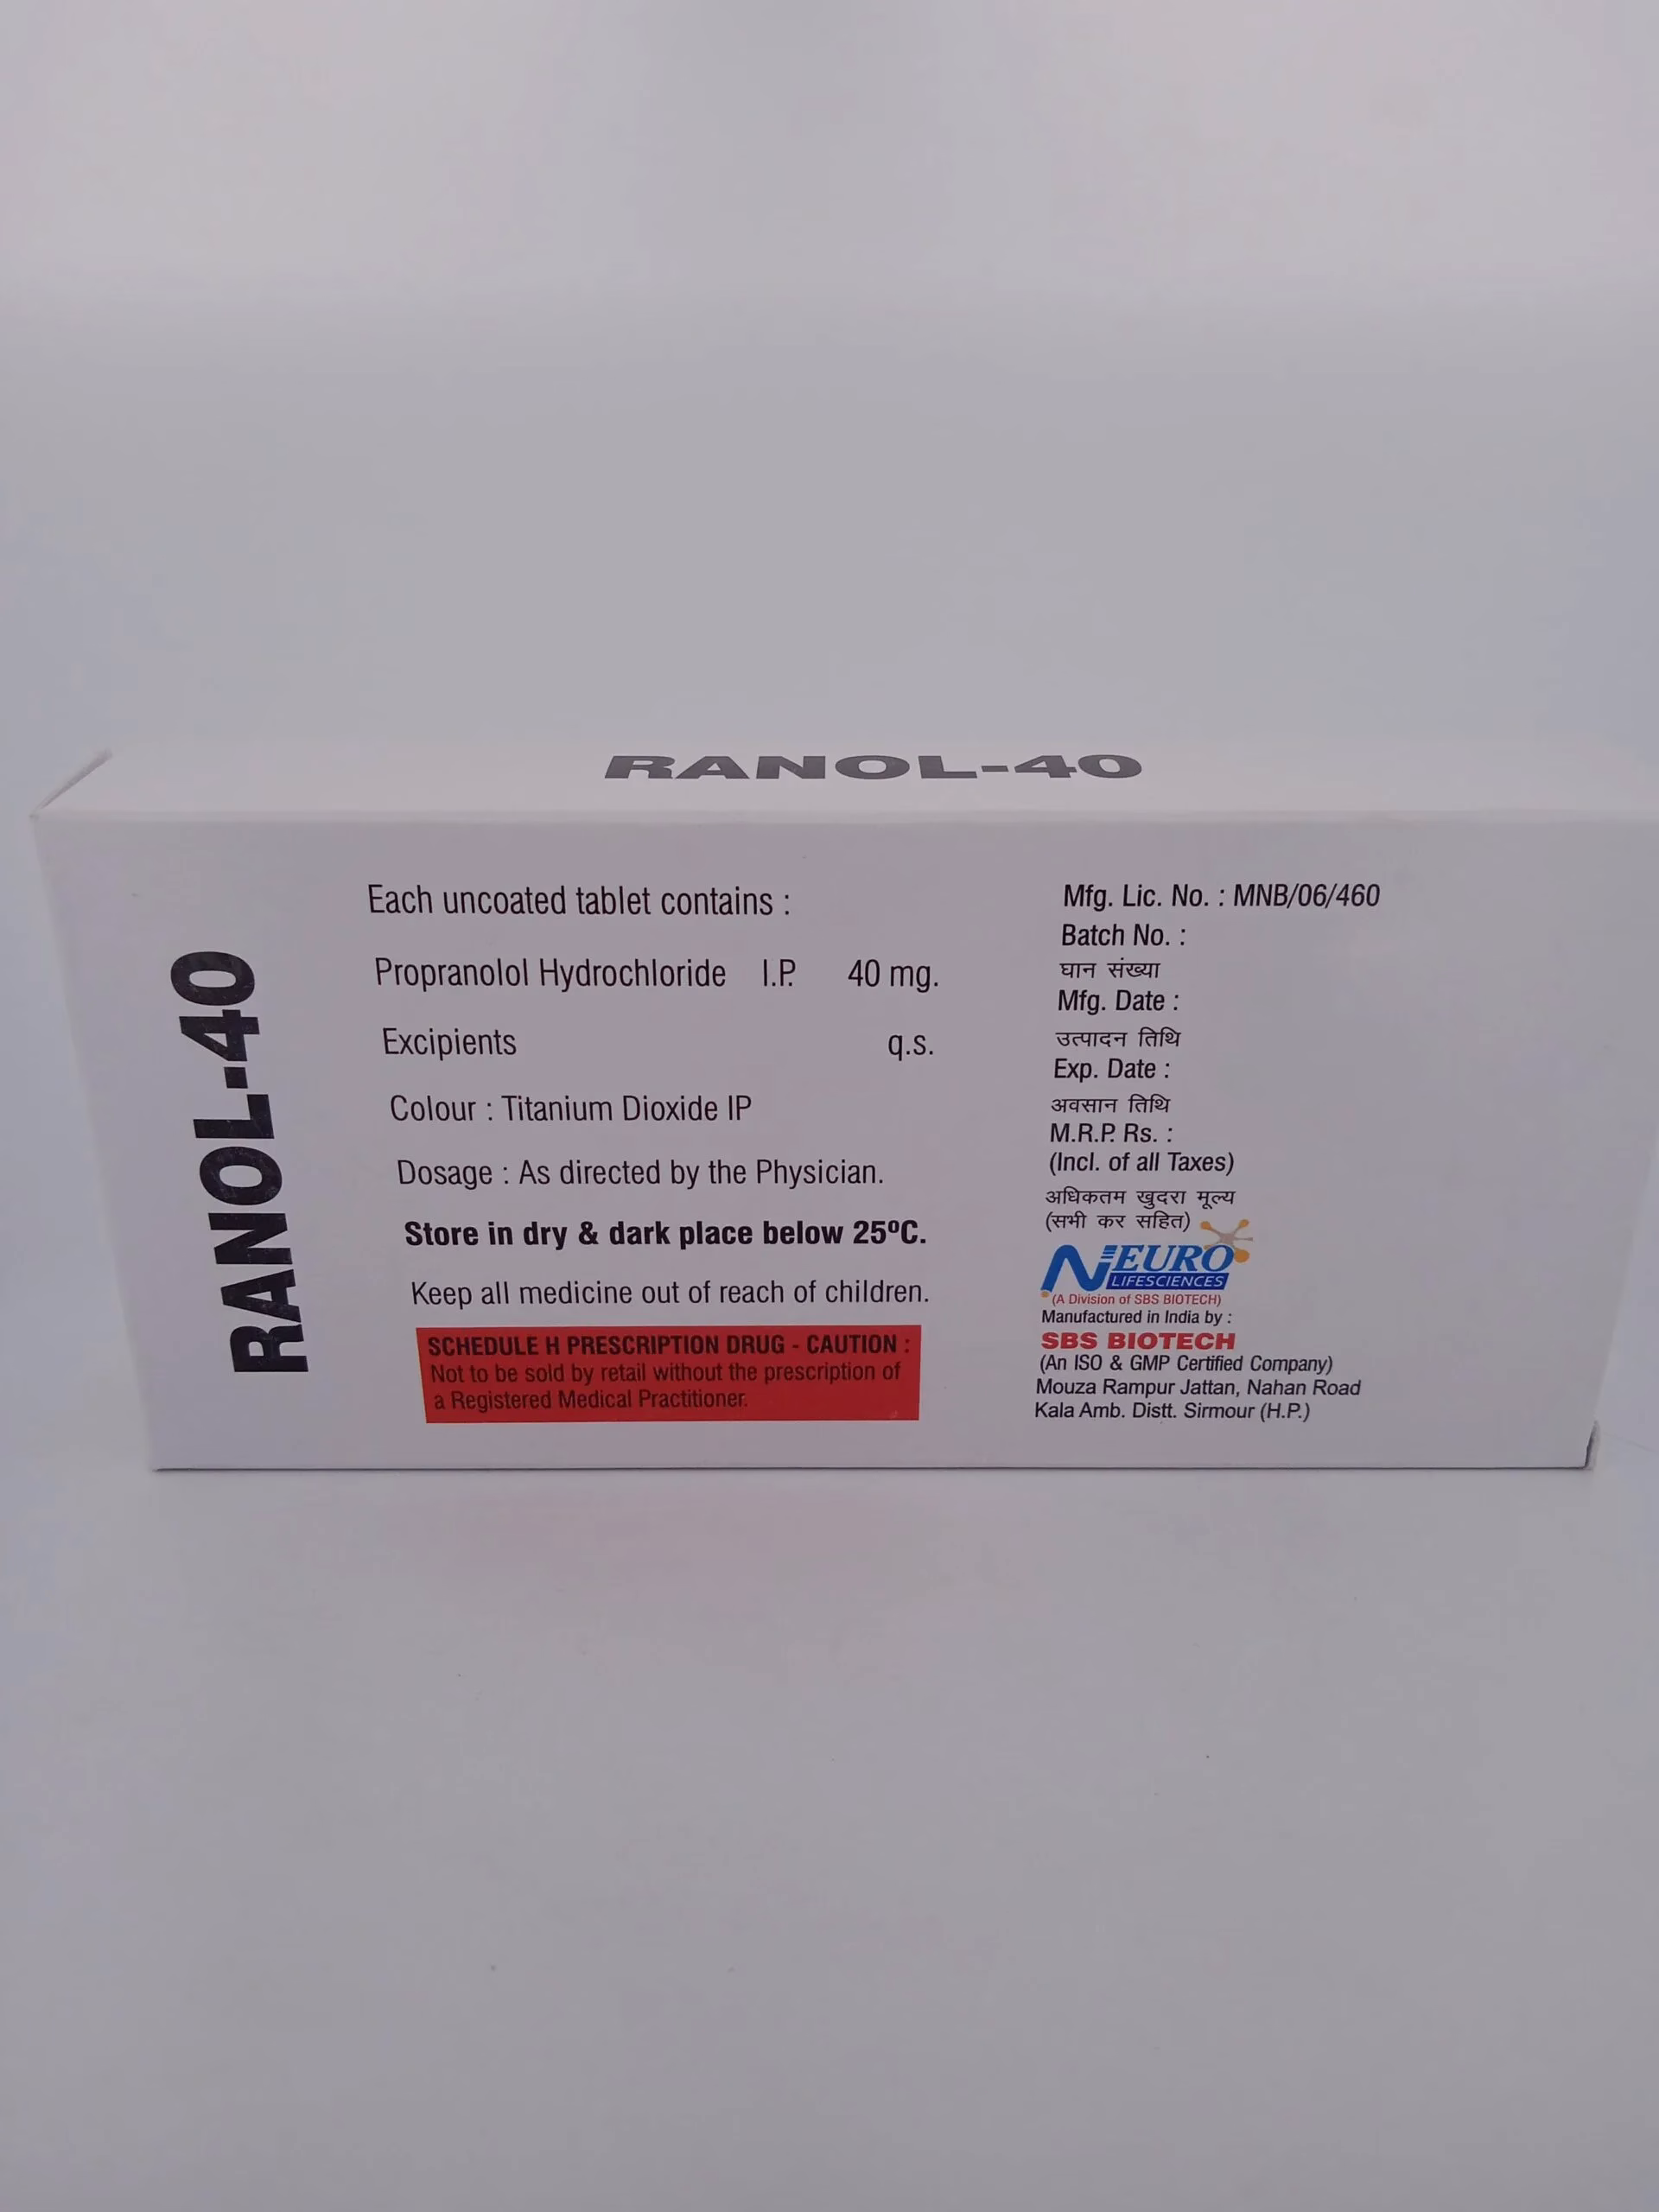 RANOL-40
RANOL-40
Each uncoated tablet contains :
Propranolol Hydrochloride I.P. 40 mg.
Excipients q.s.
Colour : Titanium Dioxide IP
Dosage : As directed by the Physician.
Store in dry & dark place below 25ºC.
Keep all medicine out of reach of children.
SCHEDULE H PRESCRIPTION DRUG - CAUTION :
Not to be sold by retail without the prescription of
a Registered Medical Practitioner.
Mfg. Lic. No. : MNB/06/460
Batch No. :
घान संख्या
Mfg. Date :
उत्पादन तिथि
Exp. Date :
अवसान तिथि
M.R.P. Rs. :
(Incl. of all Taxes)
अधिकतम खुदरा मूल्य
(सभी कर सहित)
NEURO
LIFESCIENCES
(A Division of SBS BIOTECH)
Manufactured in India by :
SBS BIOTECH
(An ISO & GMP Certified Company)
Mouza Rampur Jattan, Nahan Road
Kala Amb. Distt. Sirmour (H.P.)